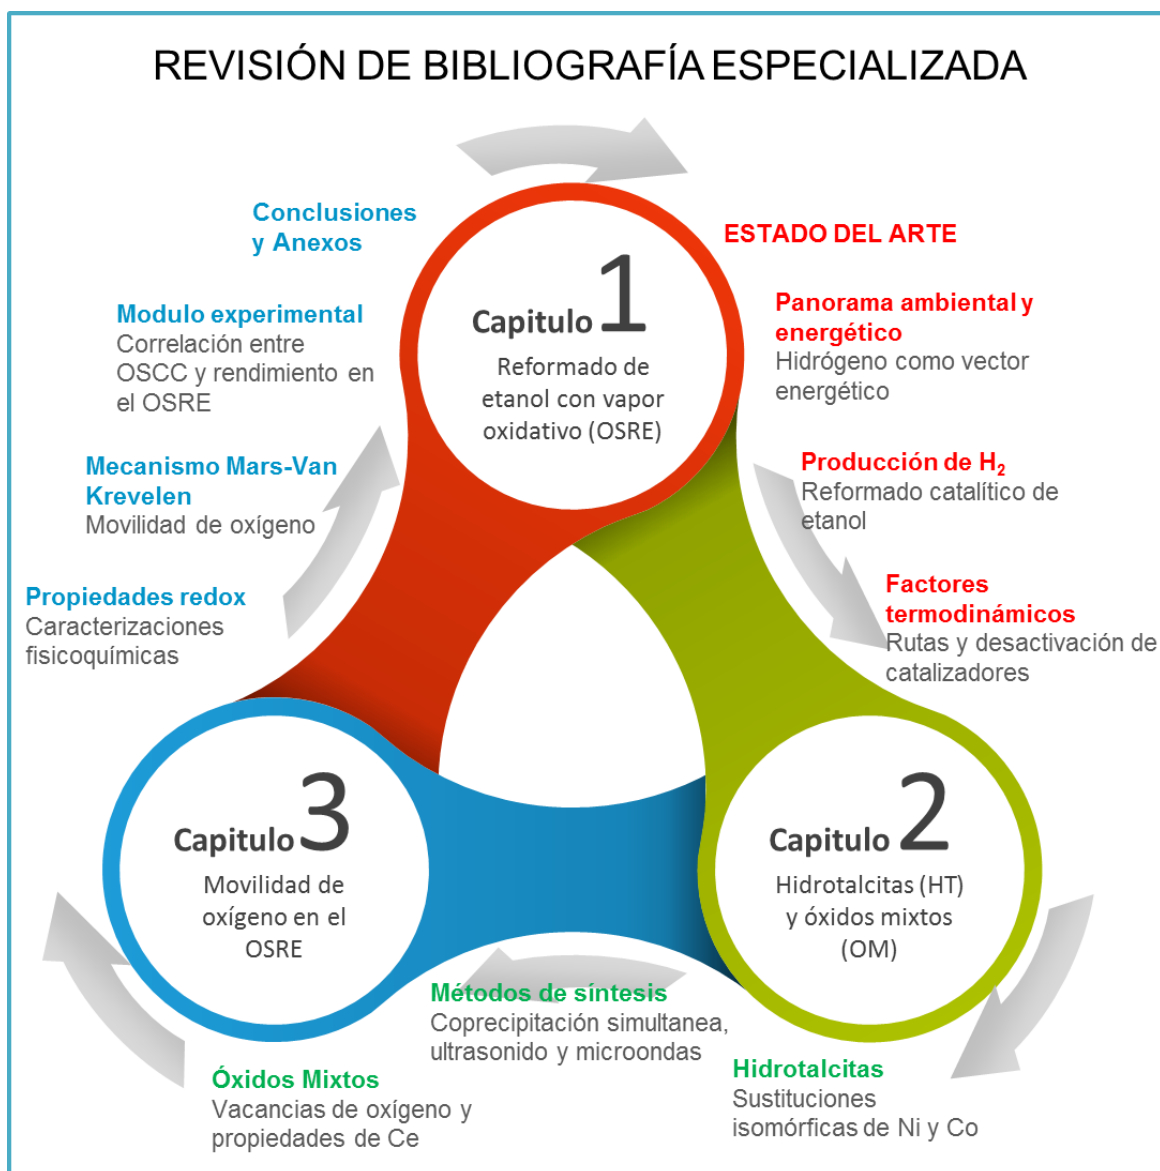 REVISIÓN DE BIBLIOGRAFÍA ESPECIALIZADA
Capitulo 1
Reformado de
etanol con vapor
oxidativo (OSRE)
ESTADO DEL ARTE
Panorama ambiental y
energético
Hidrógeno como vector
energético
Producción de H₂
Reformado catalítico de
etanol
Factores
termodinámicos
Rutas y desactivación de
catalizadores
Capitulo 2
Hidrotalcitas (HT)
y óxidos mixtos
(OM)
Hidrotalcitas
Sustituciones
isomórficas de Ni y Co
Métodos de síntesis
Coprecipitación simultanea,
ultrasonido y microondas
Óxidos Mixtos
Vacancias de oxígeno y
propiedades de Ce
Capitulo 3
Movilidad de
oxígeno en el
OSRE
Propiedades redox
Caracterizaciones
fisicoquímicas
Mecanismo Mars-Van
Krevelen
Movilidad de oxígeno
Modulo experimental
Correlación entre
OSCC y rendimiento en
el OSRE
Conclusiones
y Anexos